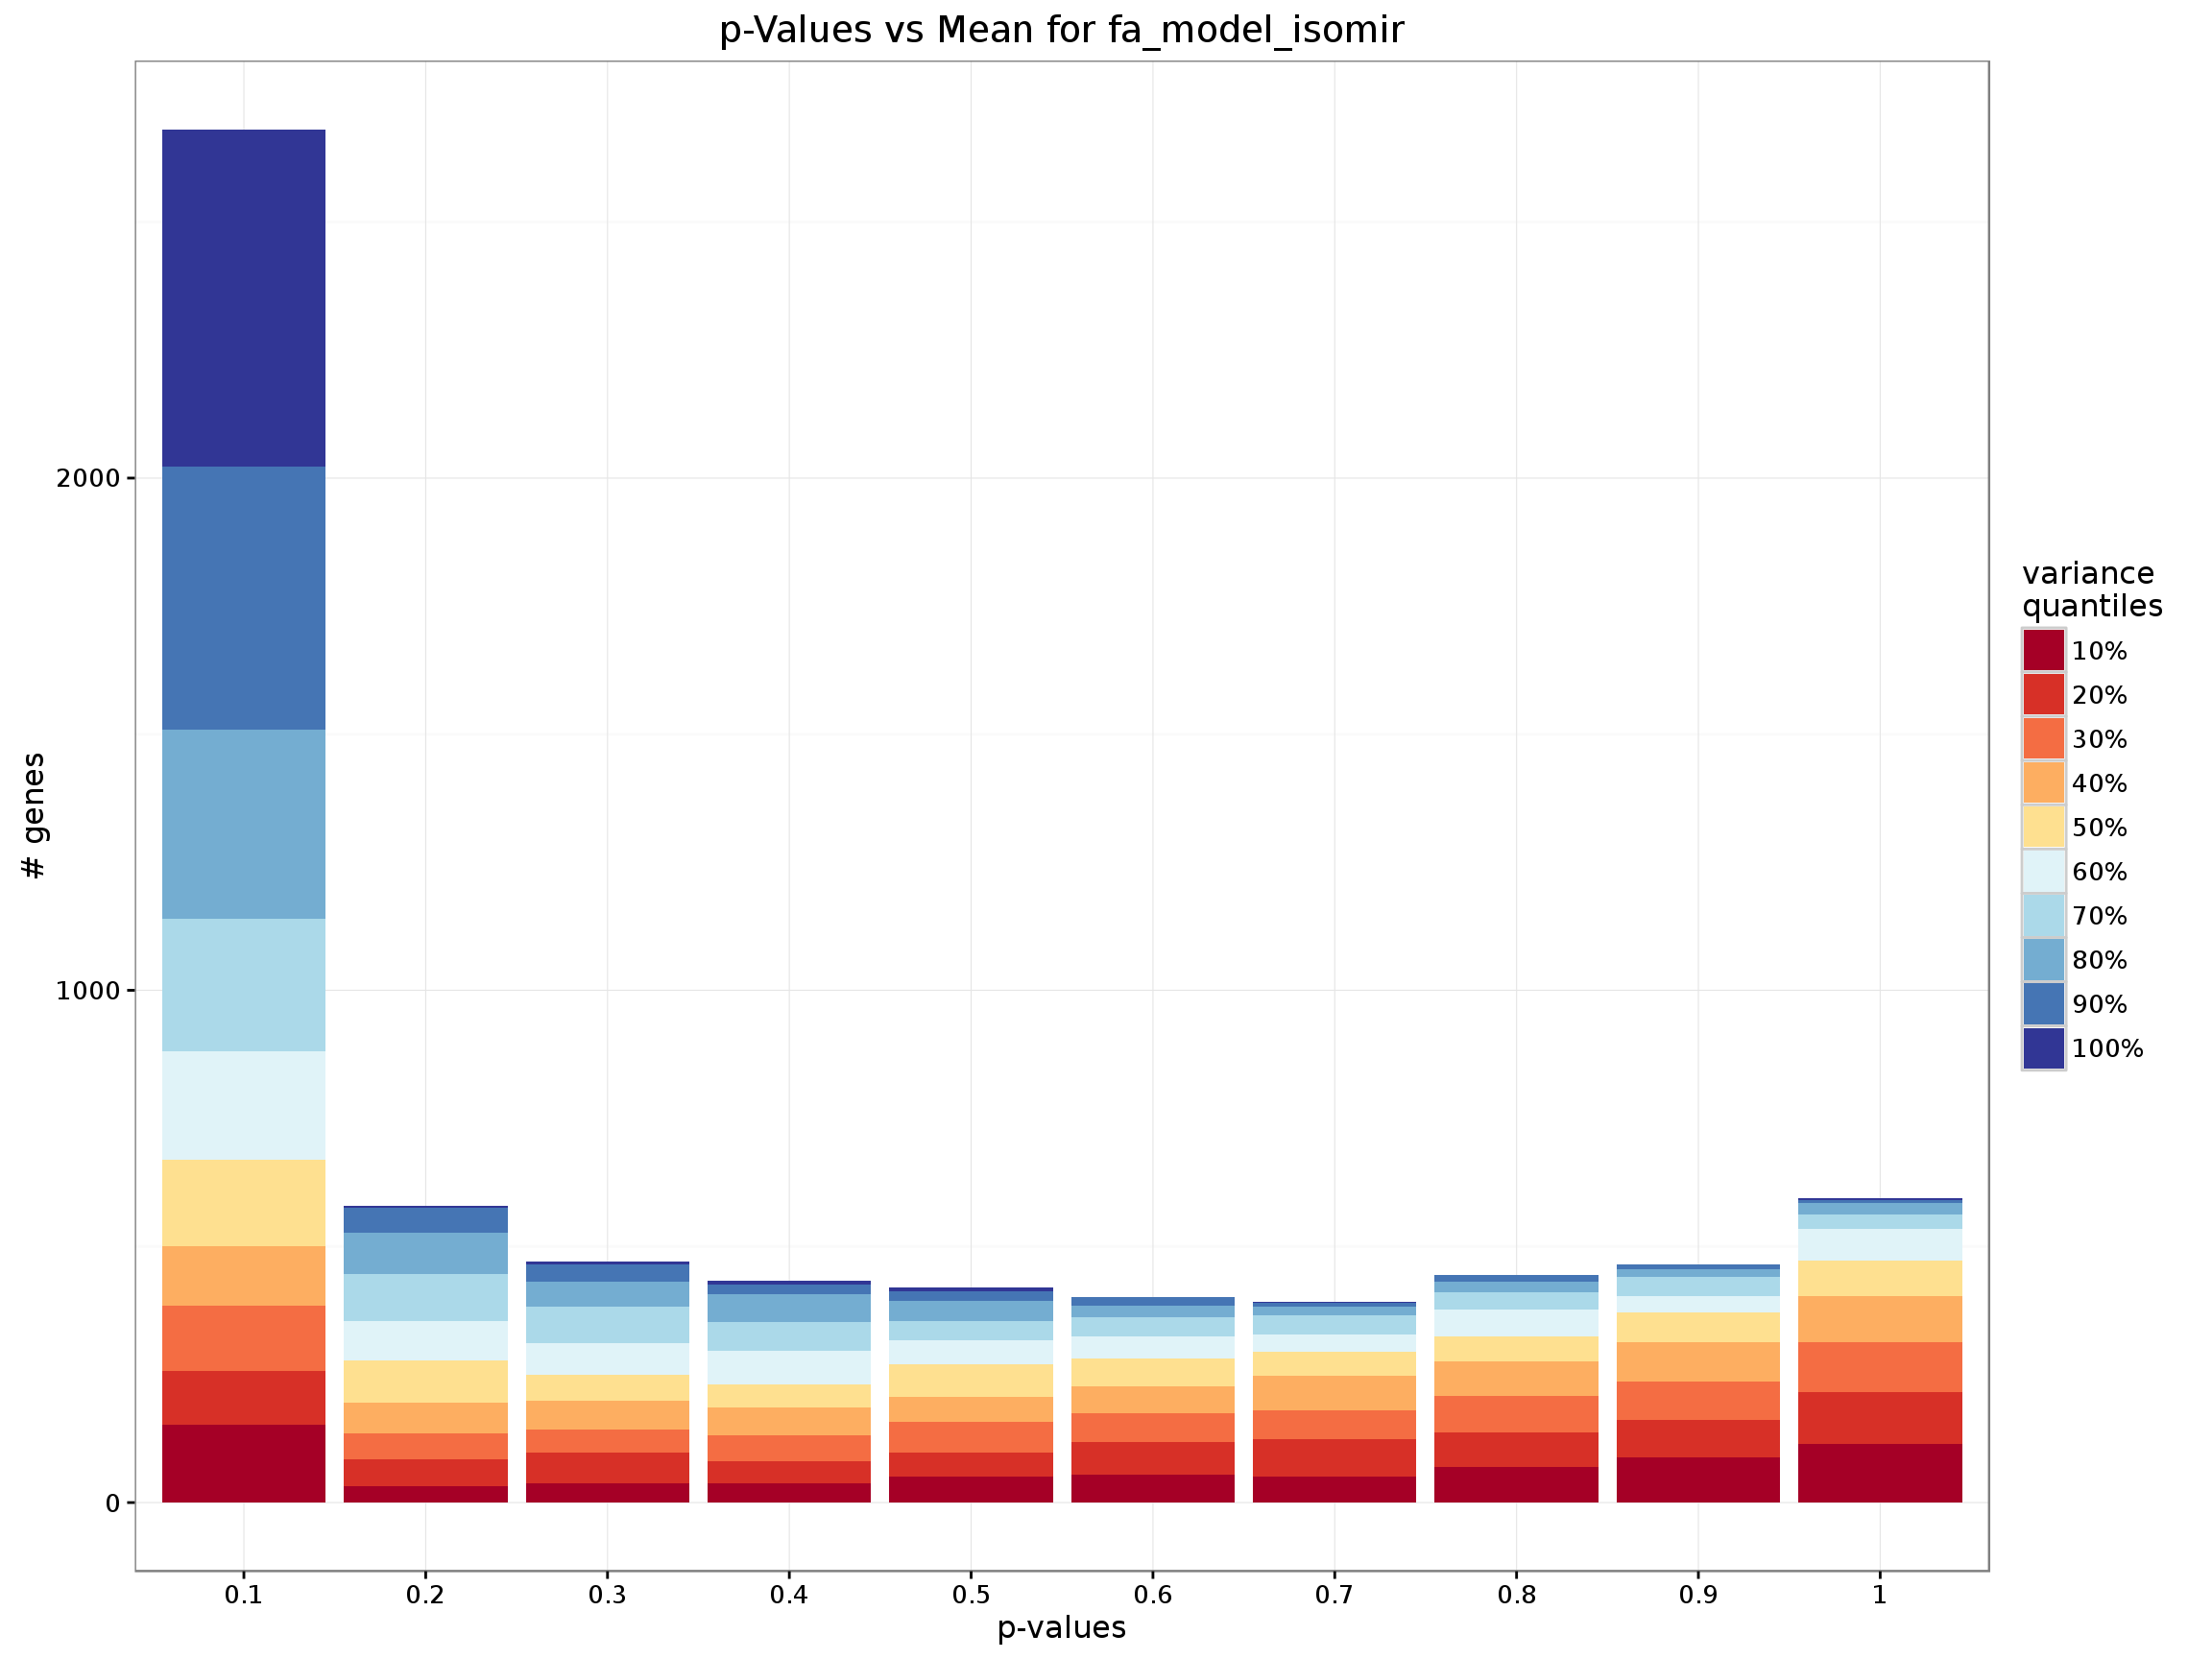 p-Values vs Mean for fa_model_isomir
# genes
2000
1000
0
0.1 0.2 0.3 0.4 0.5 0.6 0.7 0.8 0.9 1
p-values
variance
quantiles
10%
20%
30%
40%
50%
60%
70%
80%
90%
100%